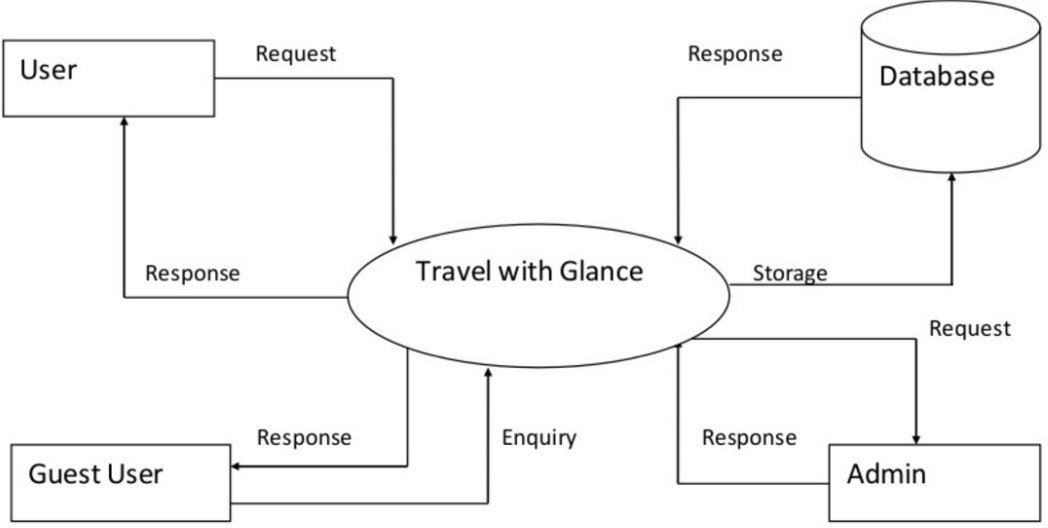 User
Request
Response
Database
Response
Travel with Glance
Storage
Request
Response
Enquiry
Response
Guest User
Admin